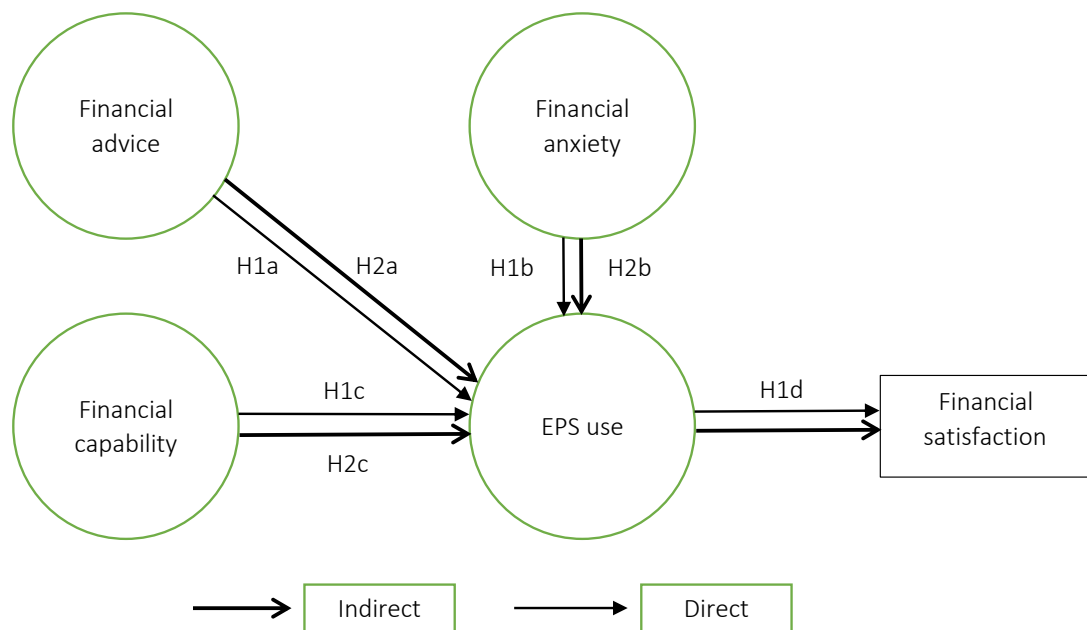 Financial
advice
Financial
anxiety
H1a
H2a
H1b
H2b
Financial
capability
H1c
H2c
EPS use
H1d
Financial
satisfaction
Indirect
Direct